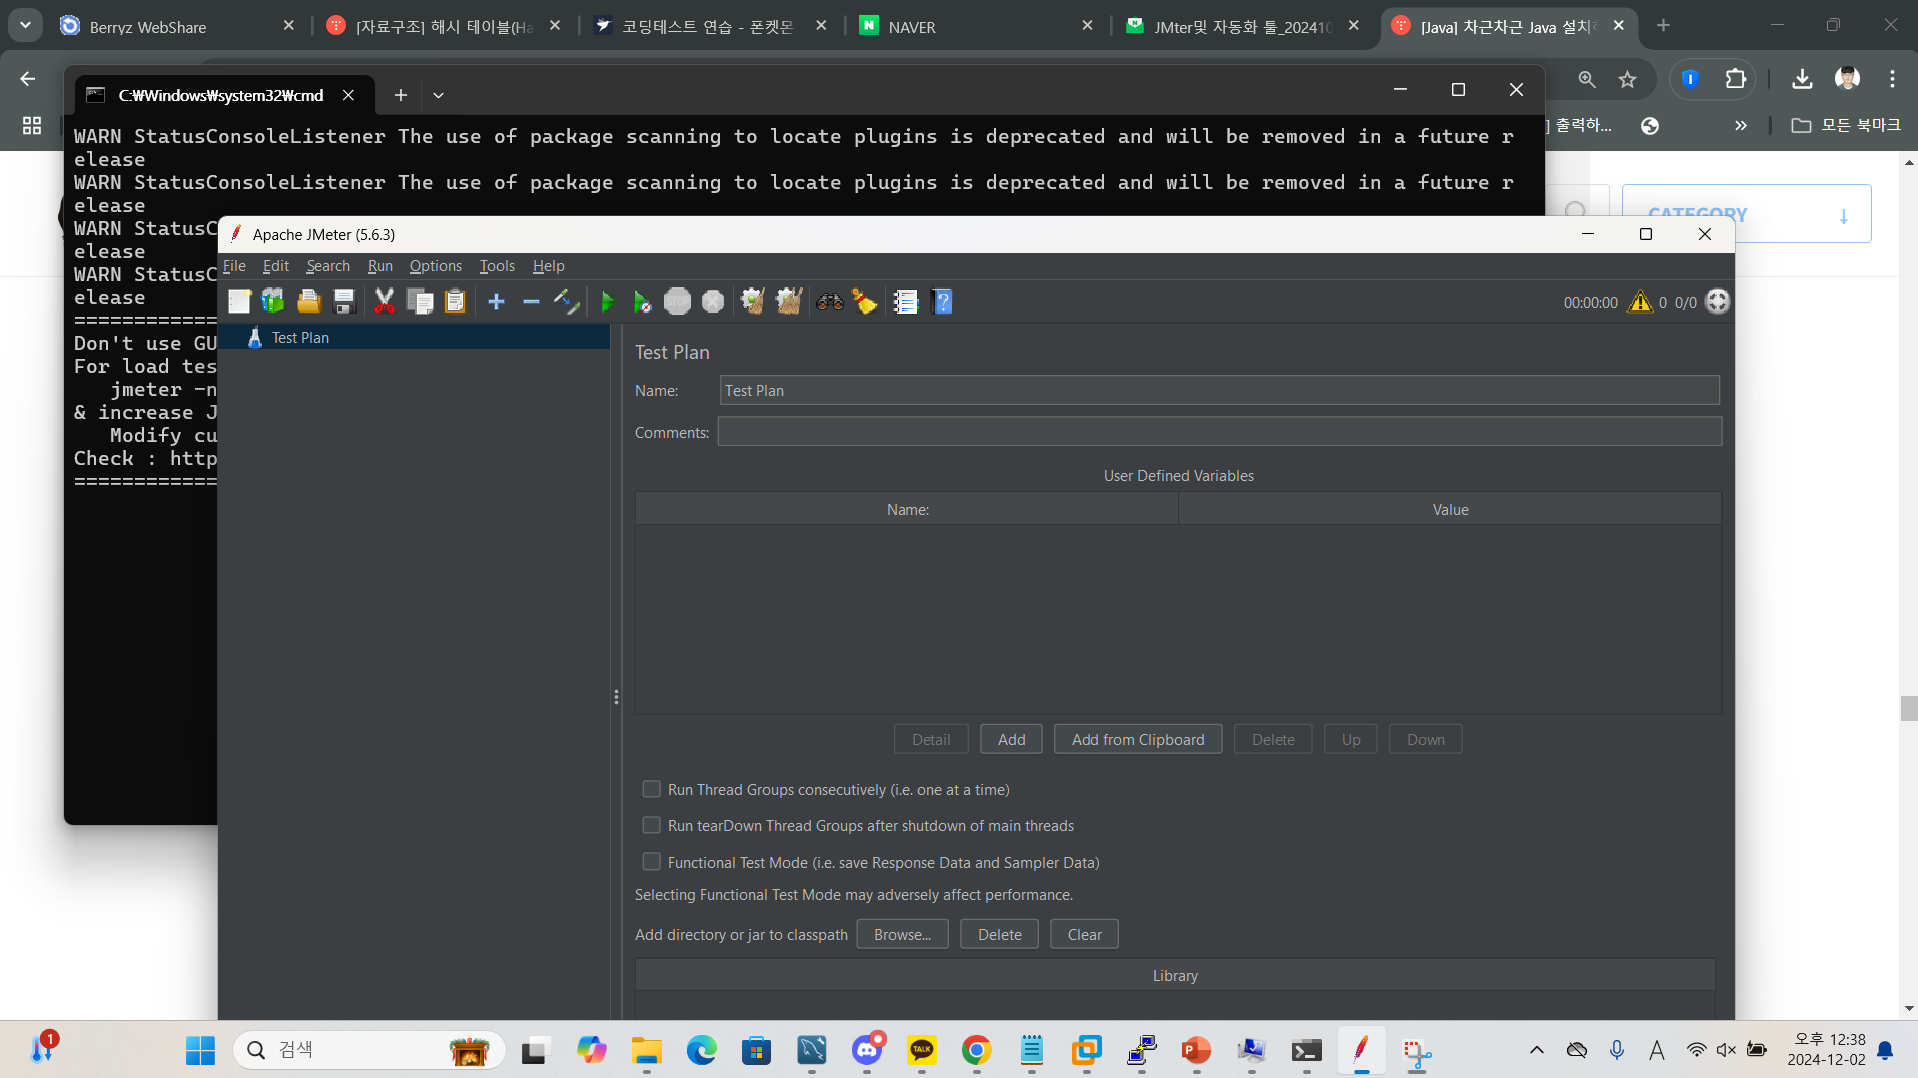 Berryz WebShare
[자료구조] 해시 테이블(Ha
코딩테스트 연습 - 폰켓몬
NAVER
JMter및 자동화 툴_20241
[Java] 차근차근 Java 설치
C:₩Windows₩system32₩cmd
출력하...
모든 북마크
WARN StatusConsoleListener The use of package scanning to locate plugins is deprecated and will be removed in a future r
elease
WARN StatusConsoleListener The use of package scanning to locate plugins is deprecated and will be removed in a future r
elease
WARN StatusC
elease
WARN StatusC
elease
============
Don't use GU
For load tes
jmeter -n
& increase J
Modify cu
Check : http
============
CATEGORY ↓
Apache JMeter (5.6.3)
File Edit Search Run Options Tools Help
STOP
00:00:00 0 0/0
Test Plan
Test Plan
Name: Test Plan
Comments:
User Defined Variables
Name: Value
Detail Add Add from Clipboard Delete Up Down
Run Thread Groups consecutively (i.e. one at a time)
Run tearDown Thread Groups after shutdown of main threads
Functional Test Mode (i.e. save Response Data and Sampler Data)
Selecting Functional Test Mode may adversely affect performance.
Add directory or jar to classpath Browse... Delete Clear
Library
1
검색
TALK
A
오후 12:38
2024-12-02